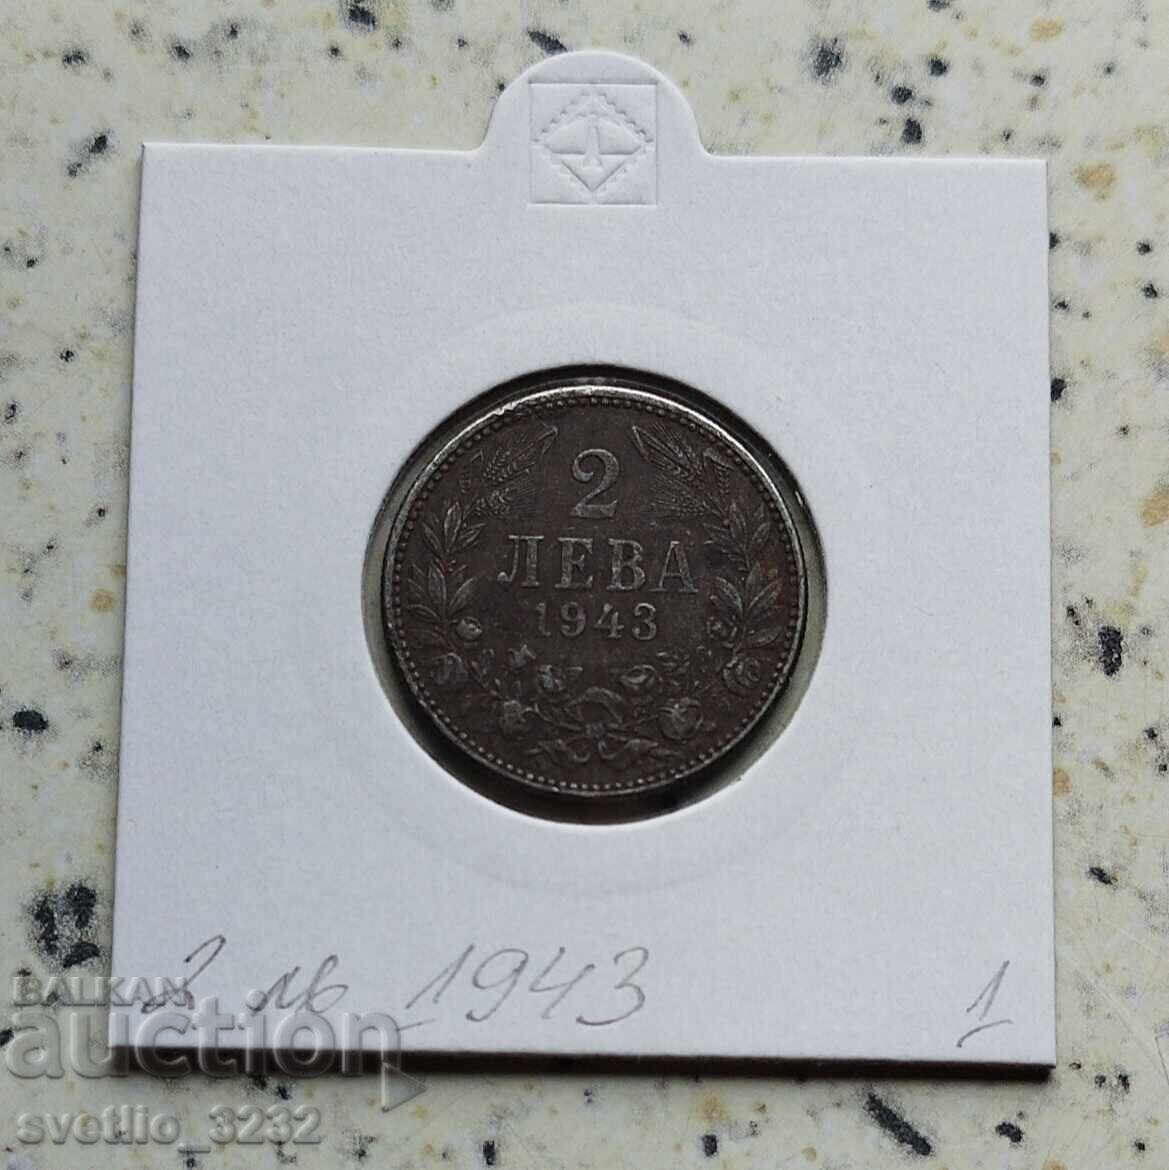 2
ЛЕВА
1943
2 лв 1943 1
BALKAN
auction
svetlio_3232